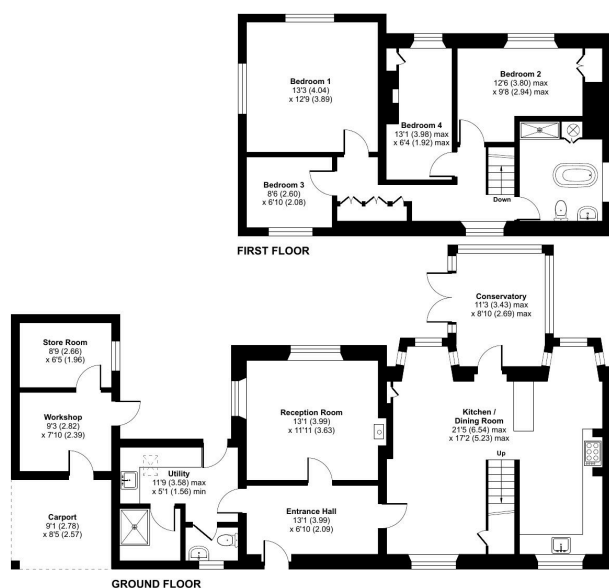 Bedroom 1
13'3 (4.04)
x 12'9 (3.89)
Bedroom 2
12'6 (3.80) max
x 9'8 (2.94) max
Bedroom 4
13'1 (3.98) max
x 6'4 (1.92) max
Bedroom 3
8'6 (2.60)
x 6'10 (2.08)
Down
FIRST FLOOR
Conservatory
11'3 (3.43) max
x 8'10 (2.69) max
Store Room
8'9 (2.66)
x 6'5 (1.96)
Reception Room
13'1 (3.99)
x 11'11 (3.63)
Kitchen /
Dining Room
21'5 (6.54) max
x 17'2 (5.23) max
Workshop
9'3 (2.82)
x 7'10 (2.39)
Up
Utility
11'9 (3.58) max
x 5'1 (1.56) min
Carport
9'1 (2.78)
x 8'5 (2.57)
Entrance Hall
13'1 (3.99)
x 6'10 (2.09)
GROUND FLOOR